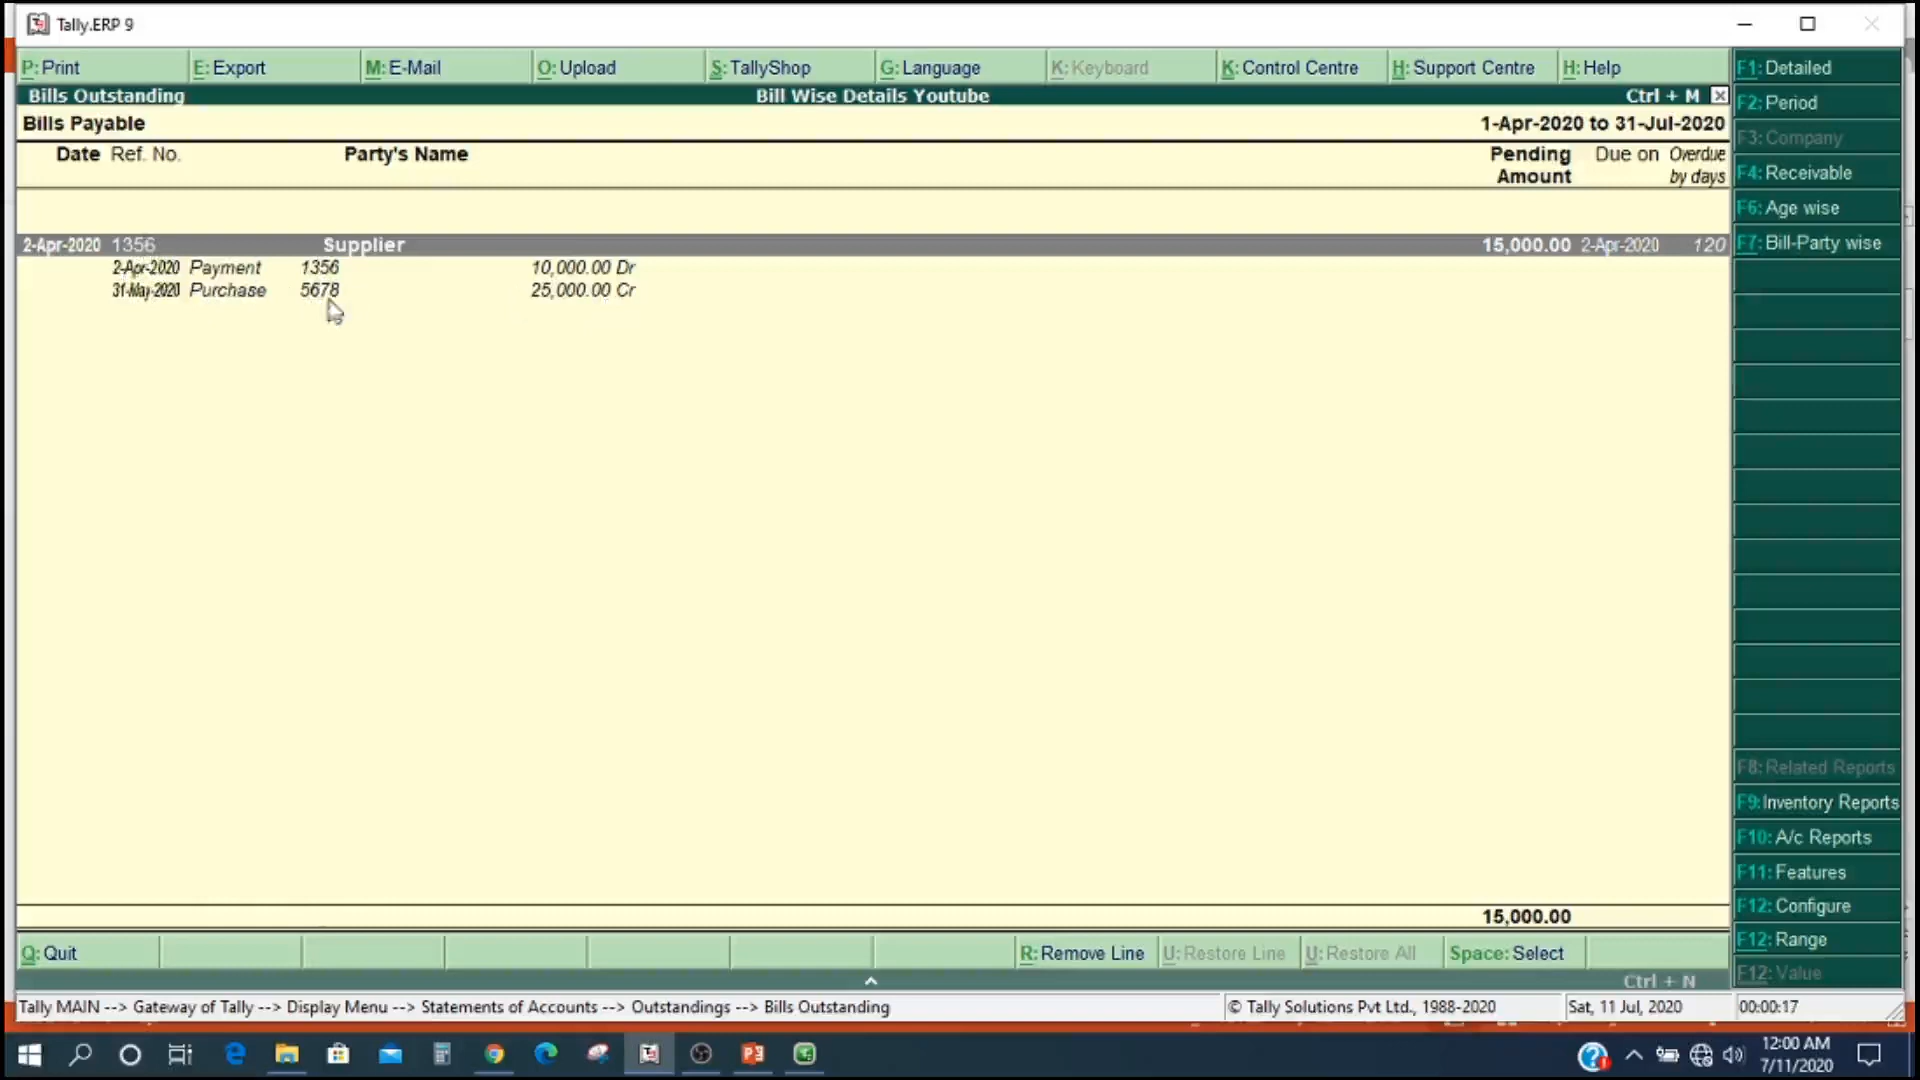 Tally.ERP 9
P: Print E: Export M: E-Mail O: Upload S: TallyShop G: Language K: Keyboard K: Control Centre H: Support Centre H: Help
Bills Outstanding Bill Wise Details Youtube Ctrl + M
Bills Payable 1-Apr-2020 to 31-Jul-2020
Date Ref. No. Party's Name Pending Due on Overdue
Amount by days
2-Apr-2020 1356 Supplier 15,000.00 2-Apr-2020 120
2-Apr-2020 Payment 1356 10,000.00 Dr
31-May-2020 Purchase 5678 25,000.00 Cr
15,000.00
F1: Detailed
F2: Period
F3: Company
F4: Receivable
F6: Age wise
F7: Bill-Party wise
F8: Related Reports
F9: Inventory Reports
F10: A/c Reports
F11: Features
F12: Configure
F12: Range
F12: Value
Q: Quit R: Remove Line U: Restore Line U: Restore All Space: Select
Ctrl + N
Tally MAIN --> Gateway of Tally --> Display Menu --> Statements of Accounts --> Outstandings --> Bills Outstanding © Tally Solutions Pvt Ltd., 1988-2020 Sat, 11 Jul, 2020 00:00:17
12:00 AM
7/11/2020